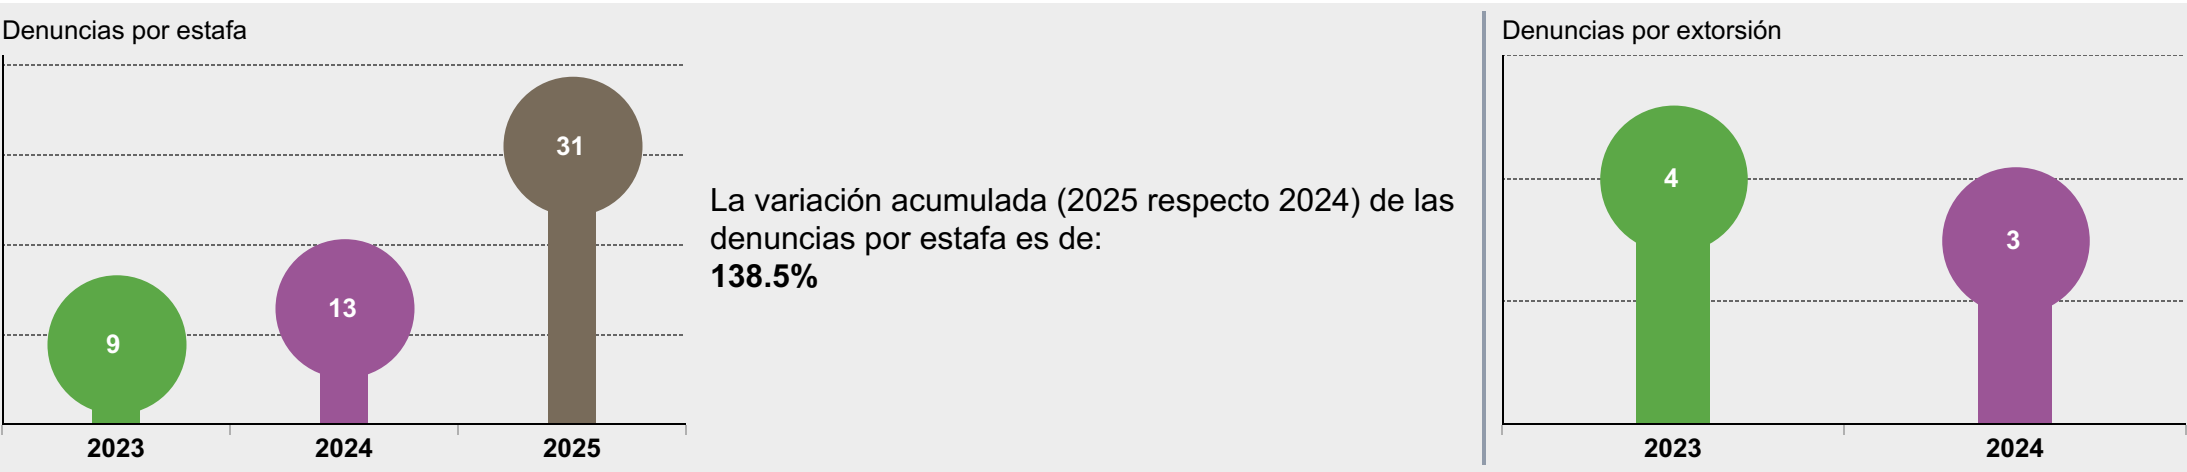 Denuncias por estafa
31
13
9
2023 2024 2025
La variación acumulada (2025 respecto 2024) de las
denuncias por estafa es de:
138.5%
Denuncias por extorsión
4
3
2023 2024